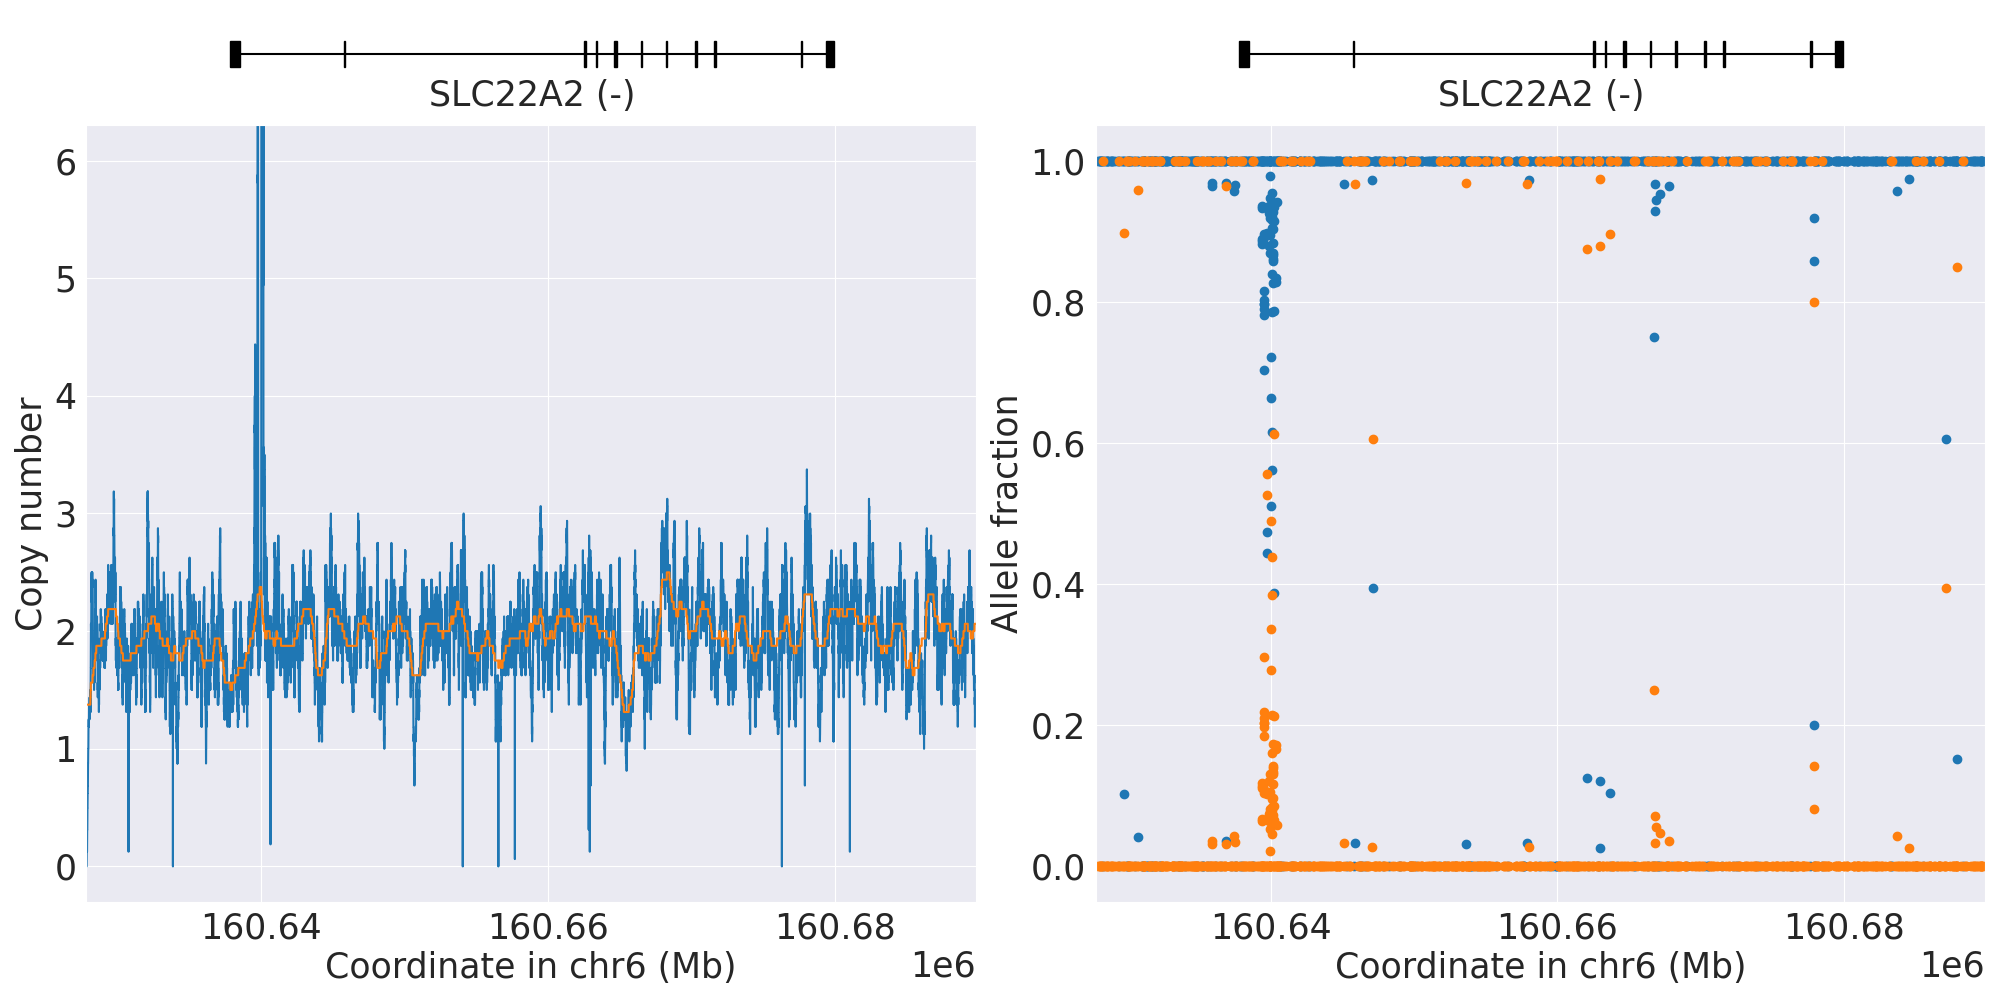 SLC22A2 (-)
6
5
4
3
2
1
0
Copy number
160.64 160.66 160.68
Coordinate in chr6 (Mb)
1e6
SLC22A2 (-)
1.0
0.8
0.6
0.4
0.2
0.0
Allele fraction
160.64 160.66 160.68
Coordinate in chr6 (Mb)
1e6